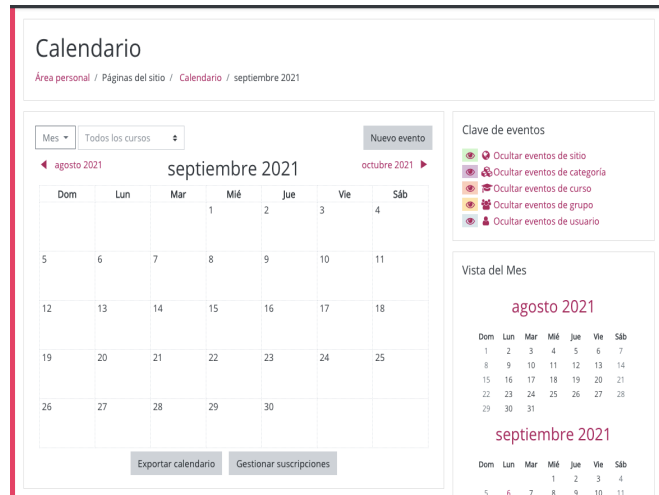 Calendario
Área personal / Páginas del sitio / Calendario / septiembre 2021
Mes Todos los cursos Nuevo evento
agosto 2021 septiembre 2021 octubre 2021
Dom Lun Mar Mié Jue Vie Sáb
1 2 3 4
5 6 7 8 9 10 11
12 13 14 15 16 17 18
19 20 21 22 23 24 25
26 27 28 29 30
Exportar calendario Gestionar suscripciones
Clave de eventos
Ocultar eventos de sitio
Ocultar eventos de categoría
Ocultar eventos de curso
Ocultar eventos de grupo
Ocultar eventos de usuario
Vista del Mes
agosto 2021
Dom Lun Mar Mié Jue Vie Sáb
1 2 3 4 5 6 7
8 9 10 11 12 13 14
15 16 17 18 19 20 21
22 23 24 25 26 27 28
29 30 31
septiembre 2021
Dom Lun Mar Mié Jue Vie Sáb
1 2 3 4
5 6 7 8 9 10 11